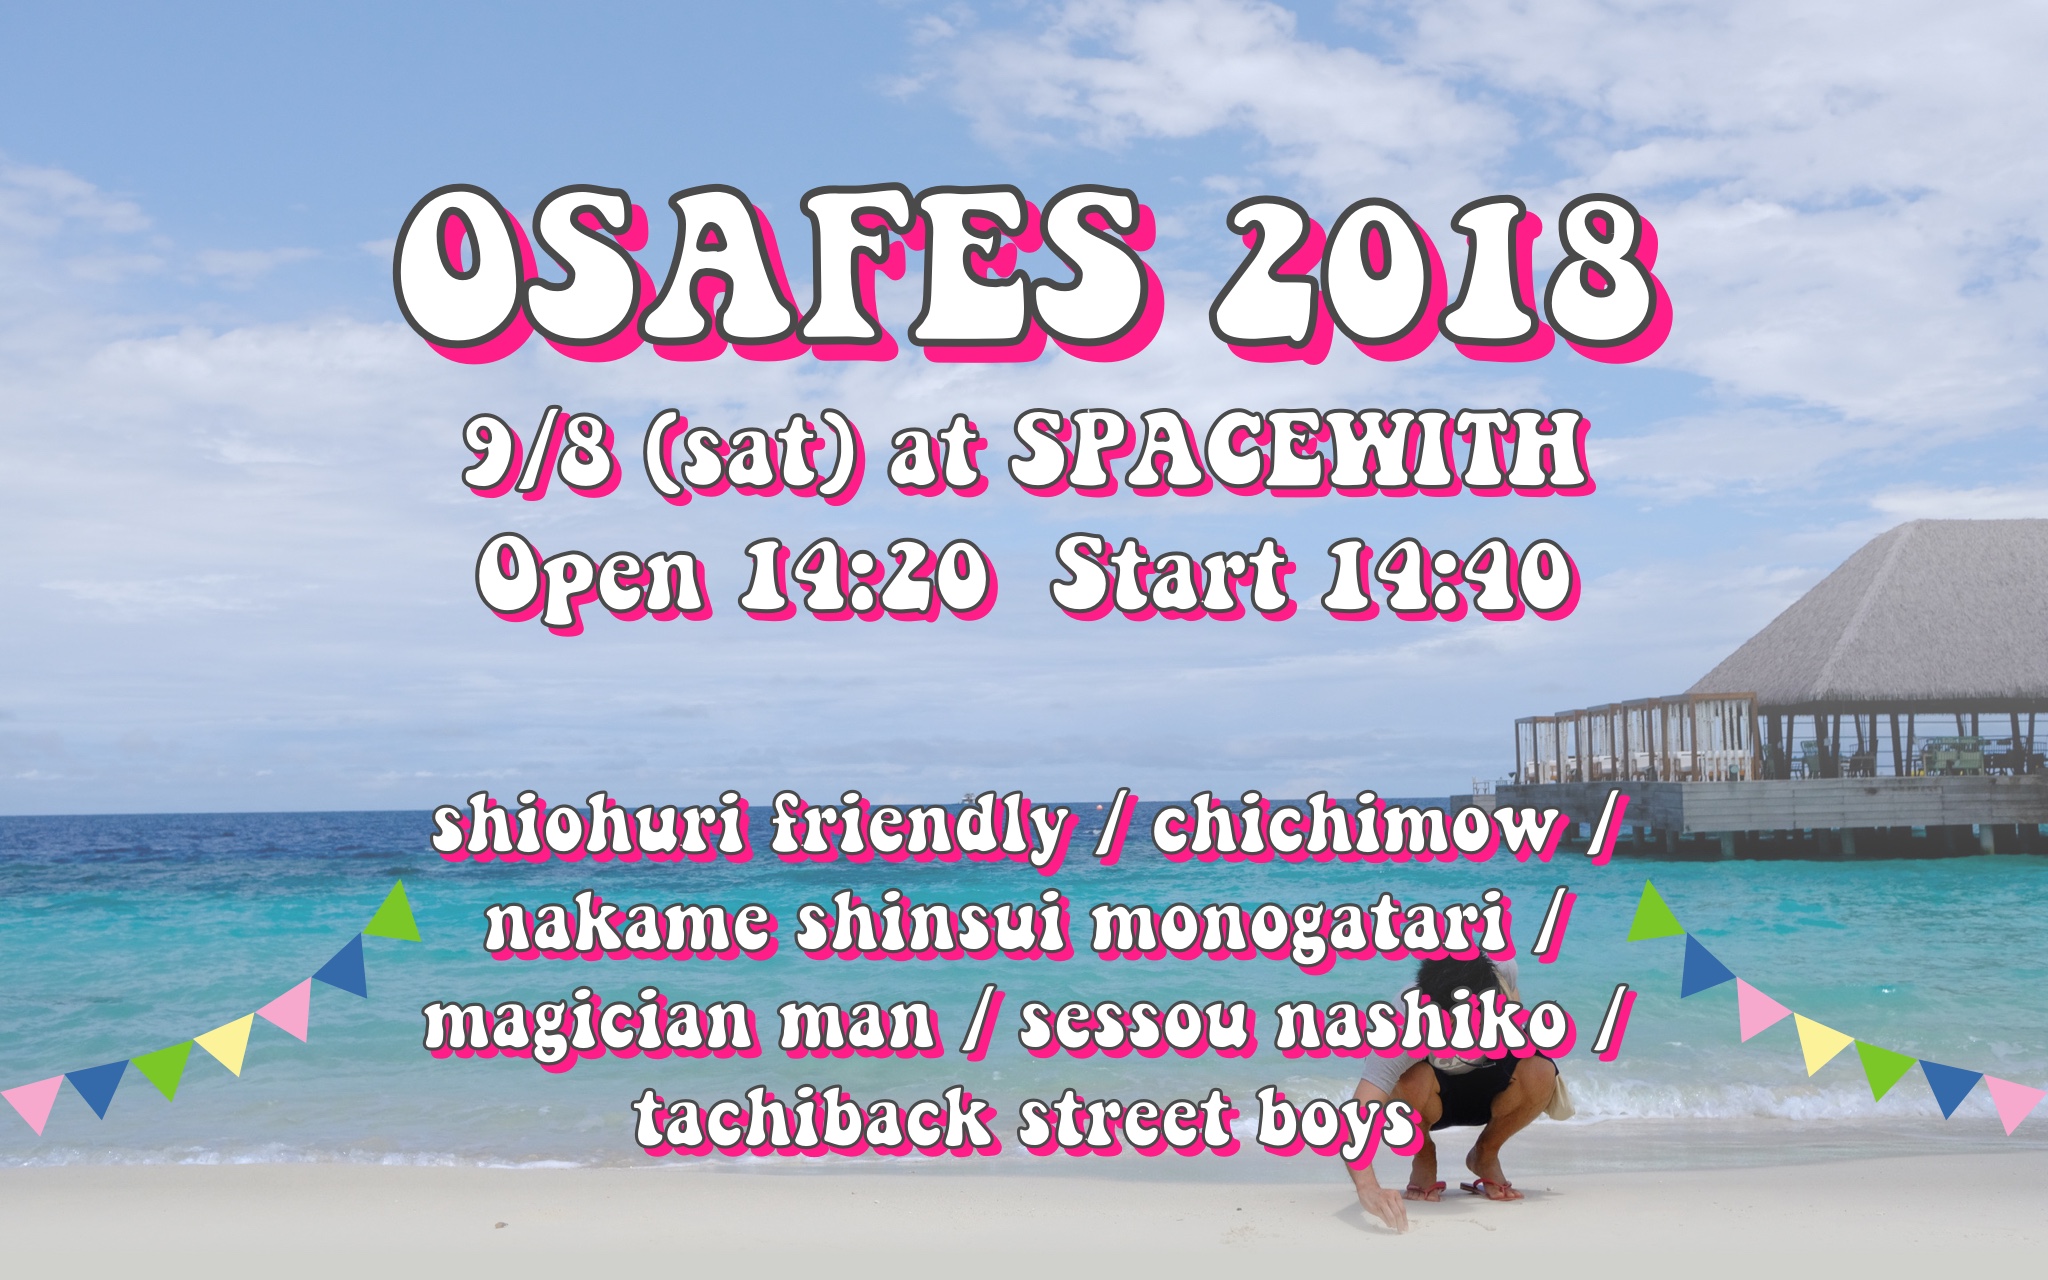 OSAFES 2018
9/8 (sat) at SPACEWITH
Open 14:20 Start 14:40
shiohuri friendly / chichimow /
nakame shinsui monogatari /
magician man / sessou nashiko /
tachiback street boys